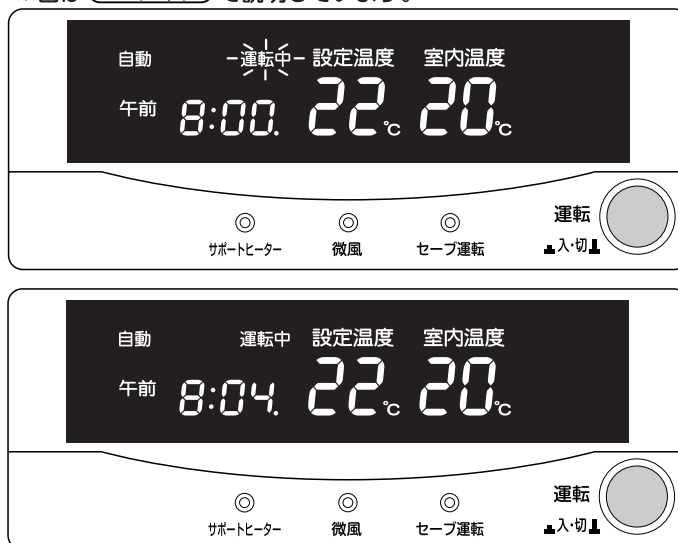 自動 運転中 設定温度 室内温度
午前 8:00. 22℃ 20℃
サポートヒーター 微風 セーブ運転 運転
入・切
自動 運転中 設定温度 室内温度
午前 8:04. 22℃ 20℃
サポートヒーター 微風 セーブ運転 運転
入・切